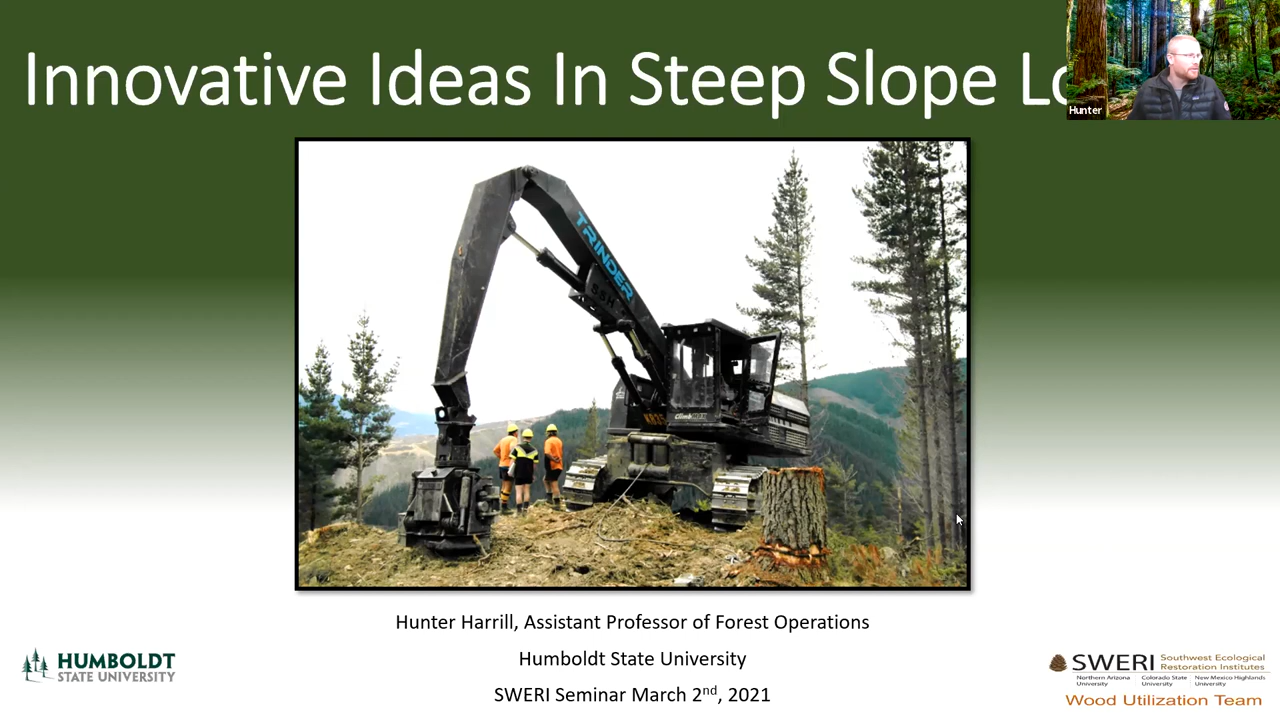 Innovative Ideas In Steep Slope Lo
Hunter
TRINDER
ClimbMAX
Hunter Harrill, Assistant Professor of Forest Operations
Humboldt State University
SWERI Seminar March 2nd, 2021
HUMBOLDT
STATE UNIVERSITY
SWERI Southwest Ecological
Restoration Institutes
Northern Arizona University
Colorado State University
New Mexico Highlands University
Wood Utilization Team